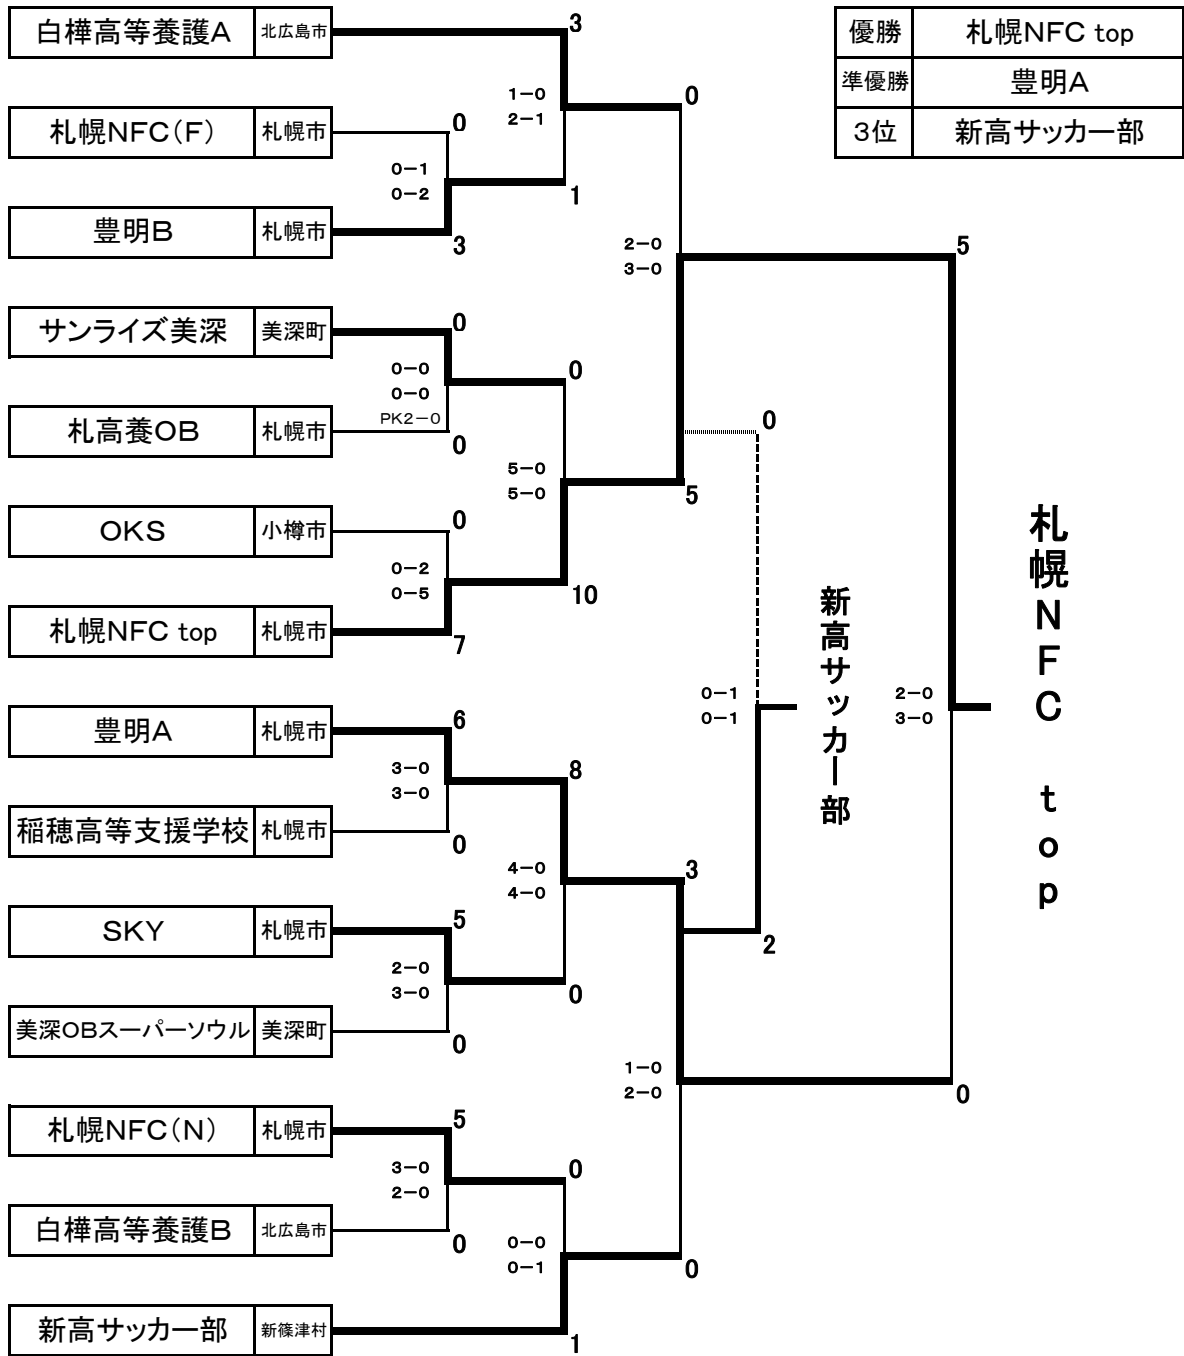 優勝 札幌NFC top
準優勝 豊明A
3位 新高サッカー部
白樺高等養護A 北広島市 3
1-0
2-1
0
札幌NFC(F) 札幌市 0
0-1
0-2
1
豊明B 札幌市 3
2-0
3-0
5
サンライズ美深 美深町 0
0-0
0-0
PK2-0
0
札高養OB 札幌市 0
0
5-0
5-0
5
OKS 小樽市 0
0-2
0-5
10
札幌NFC top 札幌市 7
新高サッカー部
札幌NFC top
0-1
0-1
2-0
3-0
豊明A 札幌市 6
3-0
3-0
8
稲穂高等支援学校 札幌市 0
4-0
4-0
3
SKY 札幌市 5
2
2-0
3-0
0
美深OBスーパーソウル 美深町 0
1-0
2-0
0
札幌NFC(N) 札幌市 5
3-0
2-0
0
白樺高等養護B 北広島市 0
0-0
0-1
0
新高サッカー部 新篠津村 1